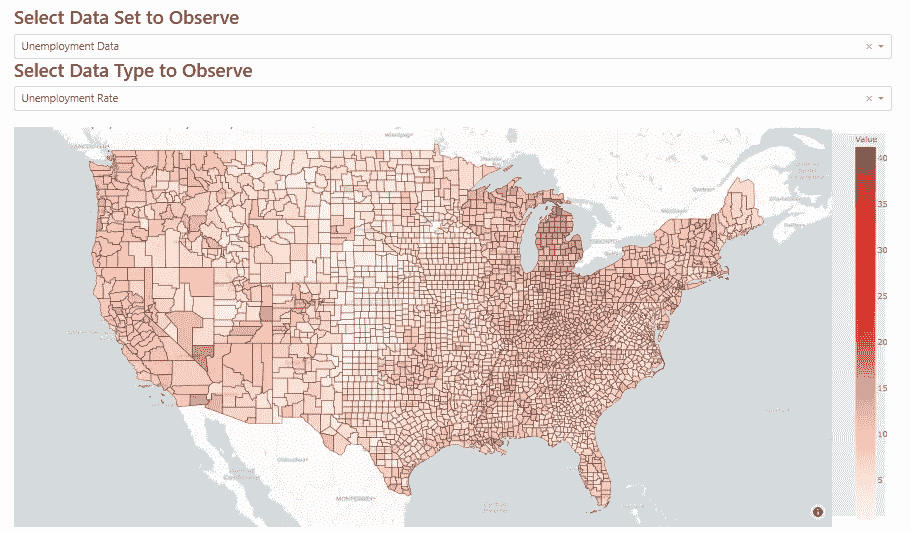 Select Data Set to Observe
Unemployment Data
× 
Select Data Type to Observe
Unemployment Rate
×
Value
40
35
30
25
20
15
10
5
MONTERREY